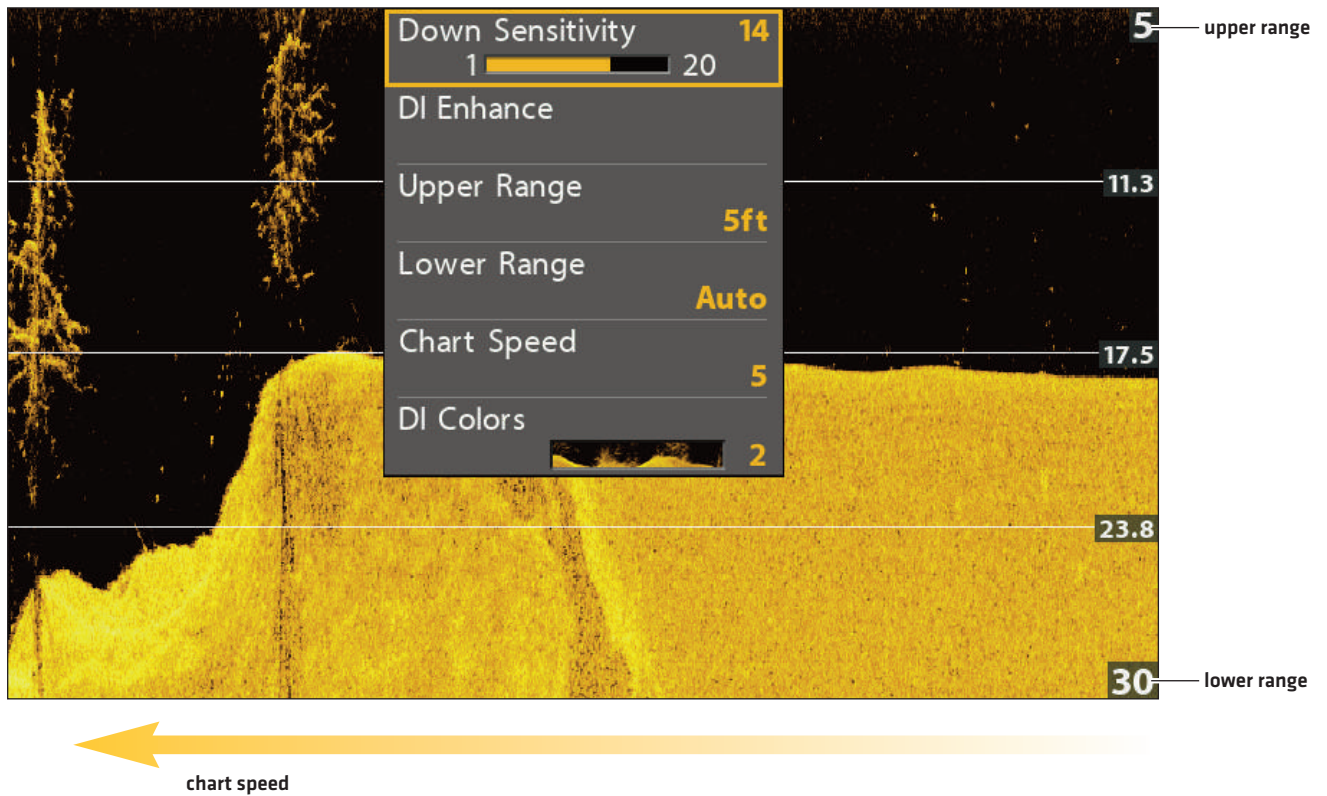 Down Sensitivity 14
1 20
DI Enhance
Upper Range
5ft
Lower Range
Auto
Chart Speed
5
DI Colors
2
5
upper range
11.3
17.5
23.8
30
lower range
chart speed